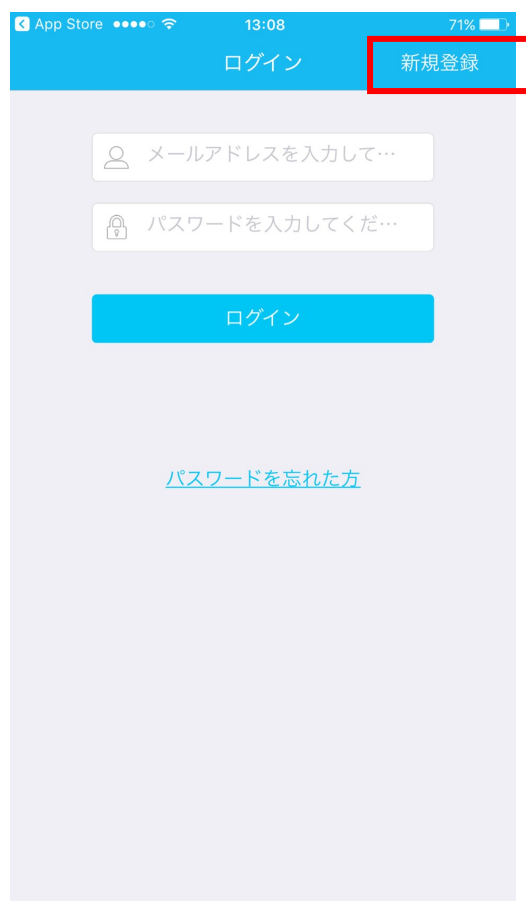 App Store 13:08 71%
ログイン 新規登録
メールアドレスを入力して…
パスワードを入力してくだ…
ログイン
パスワードを忘れた方